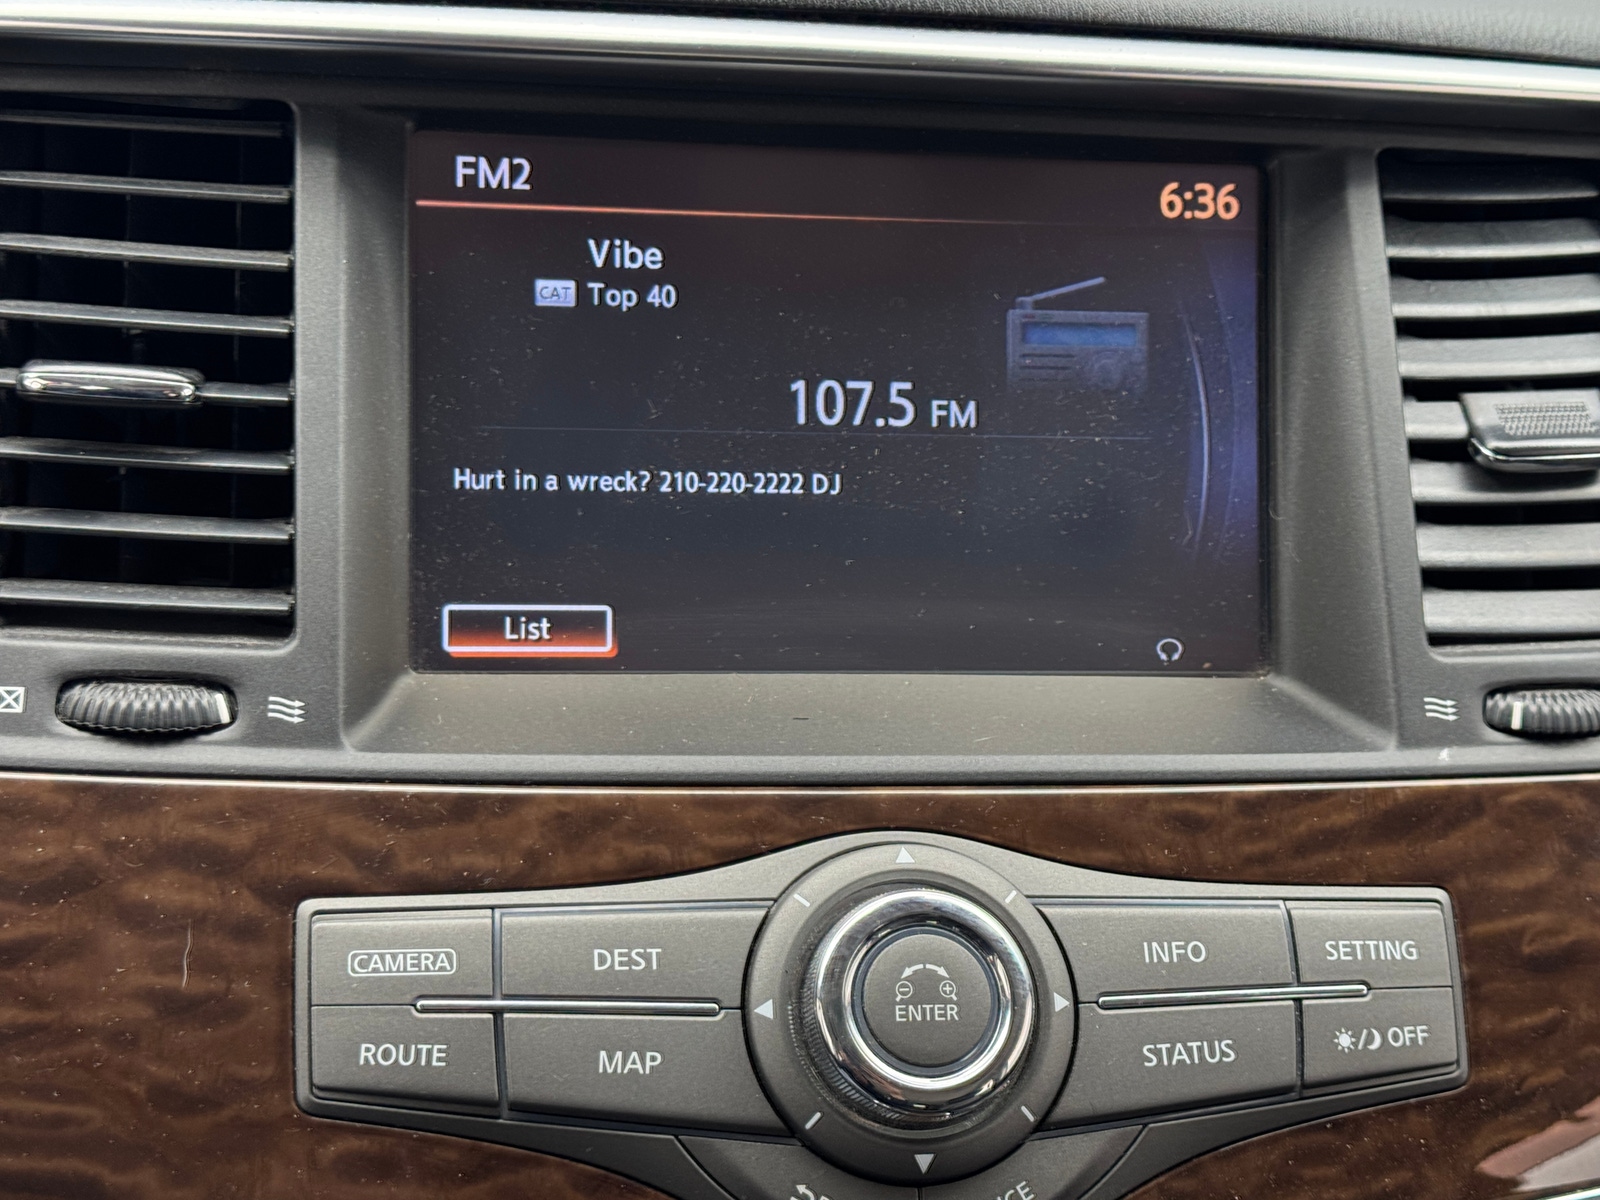 FM2
6:36
Vibe
CAT Top 40
107.5 FM
Hurt in a wreck? 210-220-2222 DJ
List
CAMERA
DEST
INFO
SETTING
ENTER
ROUTE
MAP
STATUS
OFF